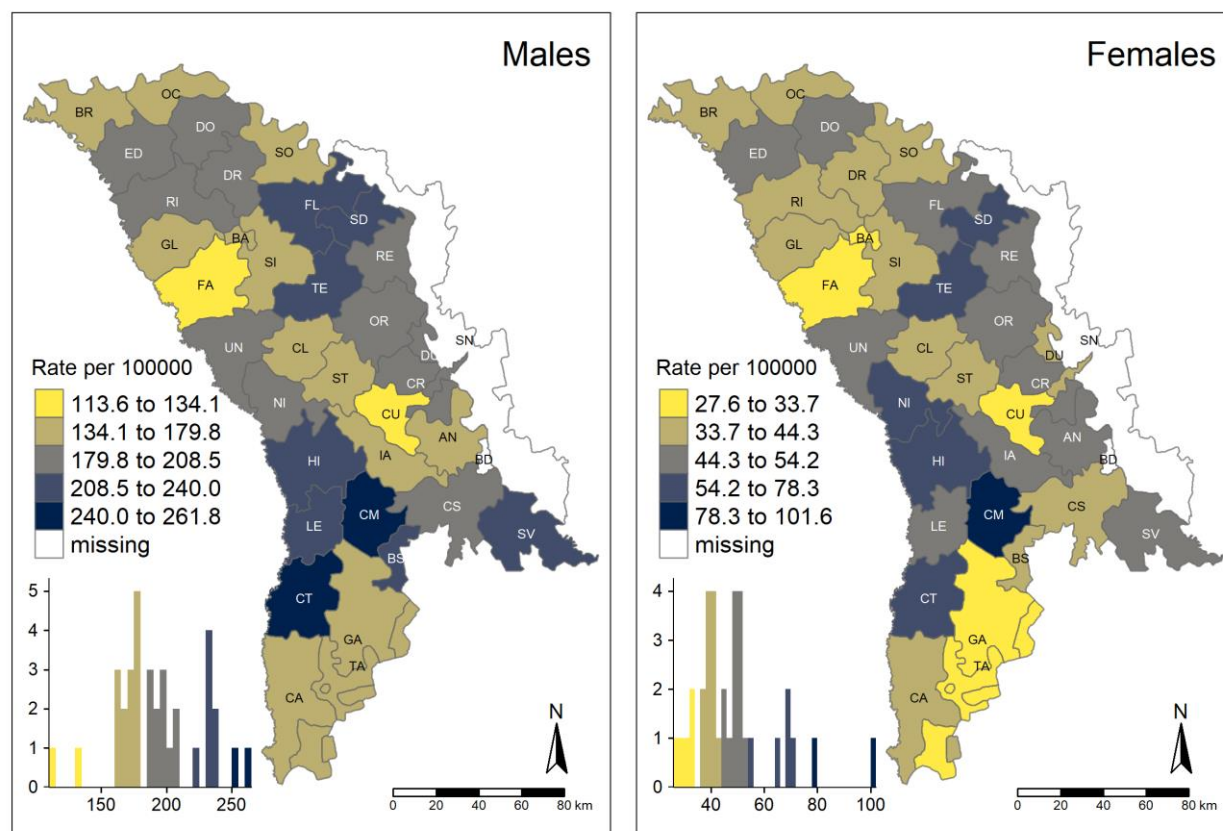 Males
OC
BR
DO
ED
SO
DR
RI
FL
SD
GL
BA
SI
RE
FA
TE
OR
UN
CL
SN
DU
ST
CR
NI
CU
AN
IA
BD
HI
CS
LE
CM
SV
BS
CT
GA
TA
CA
Rate per 100000
113.6 to 134.1
134.1 to 179.8
179.8 to 208.5
208.5 to 240.0
240.0 to 261.8
missing
5
4
3
2
1
0
150 200 250
N
0 20 40 60 80 km
Females
OC
BR
DO
ED
SO
DR
RI
FL
SD
GL
BA
SI
RE
FA
TE
OR
UN
CL
SN
DU
ST
CR
NI
CU
AN
IA
BD
HI
CS
LE
CM
SV
BS
CT
GA
TA
CA
Rate per 100000
27.6 to 33.7
33.7 to 44.3
44.3 to 54.2
54.2 to 78.3
78.3 to 101.6
missing
4
3
2
1
0
40 60 80 100
N
0 20 40 60 80 km